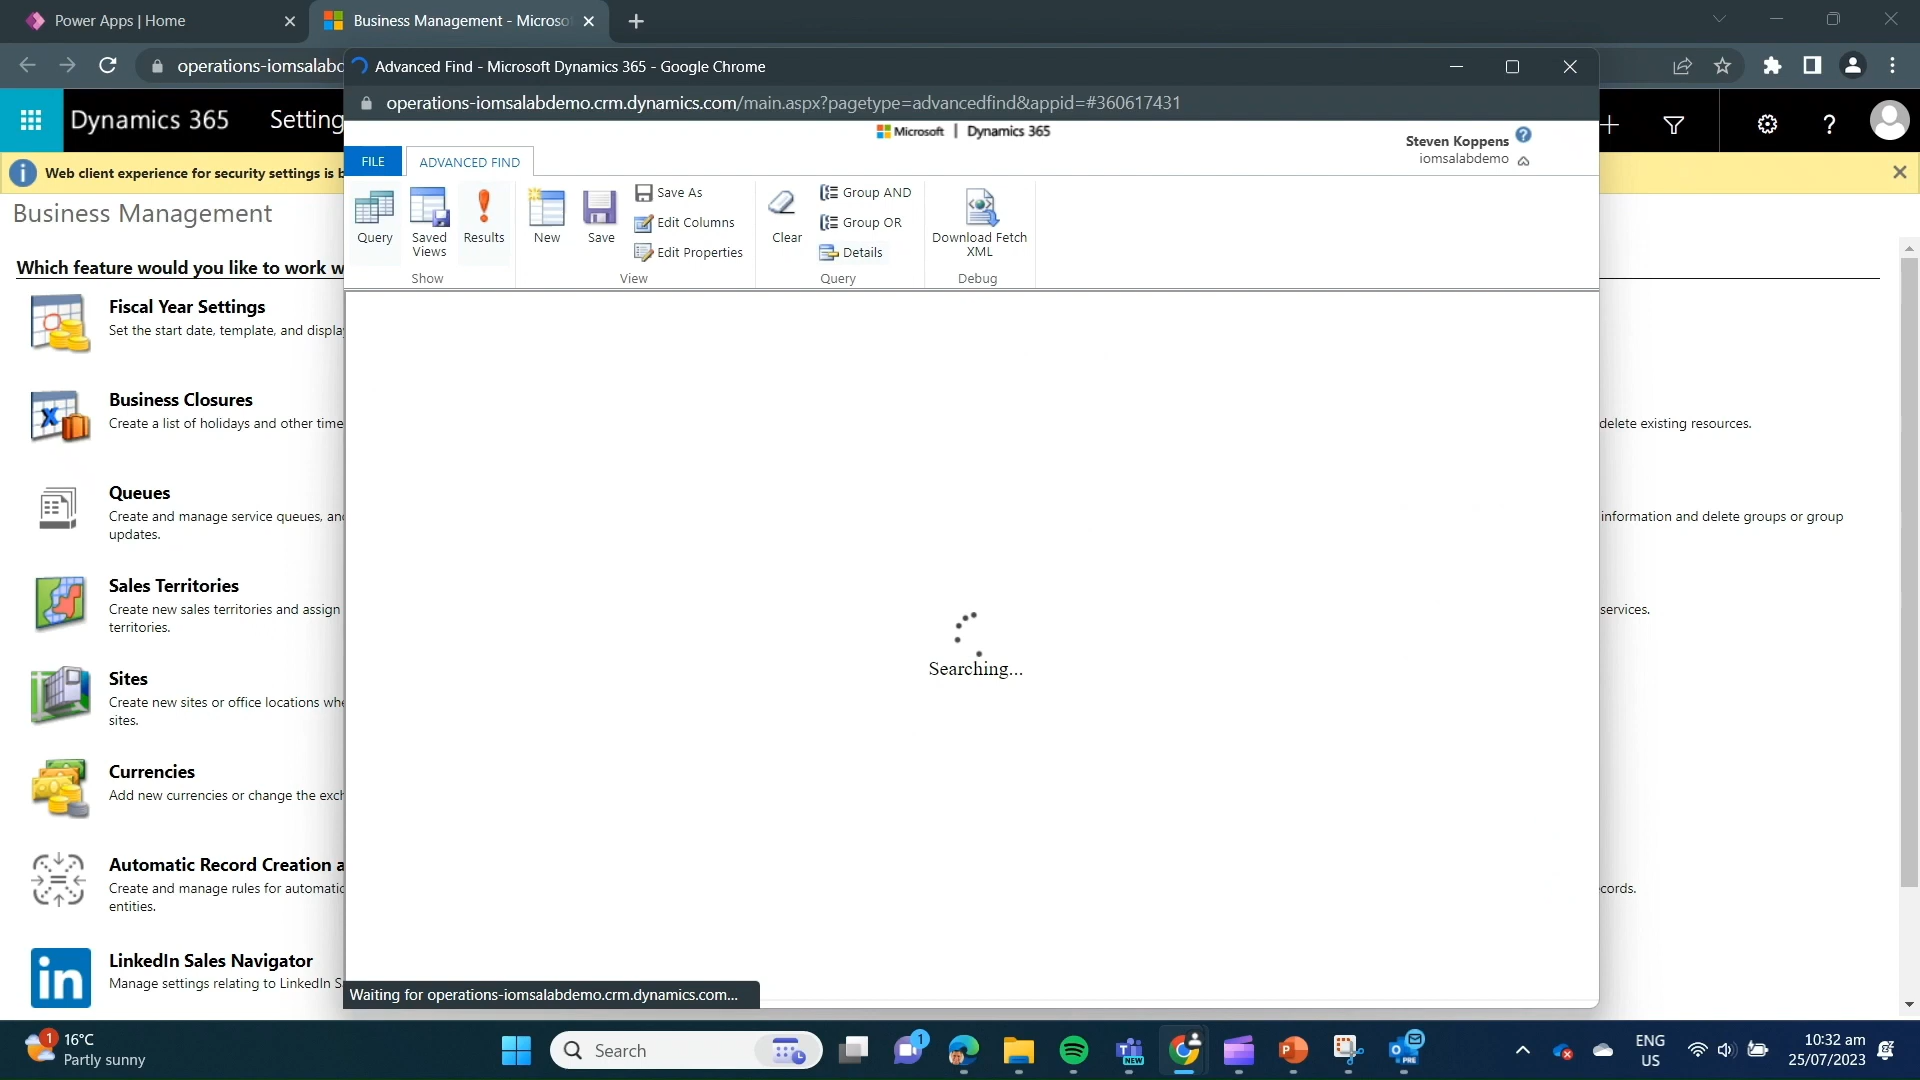 Power Apps | Home
Business Management - Microso
operations-iomsalabd
Advanced Find - Microsoft Dynamics 365 - Google Chrome
operations-iomsalabdemo.crm.dynamics.com/main.aspx?pagetype=advancedfind&appid=#360617431
Dynamics 365
Setting
Microsoft | Dynamics 365
Steven Koppens
iomsalabdemo
FILE
ADVANCED FIND
Web client experience for security settings is b
Query
Saved
Views
Results
Show
New
Save
Save As
Edit Columns
Edit Properties
View
Clear
Group AND
Group OR
Details
Query
Download Fetch
XML
Debug
Business Management
Which feature would you like to work w
Fiscal Year Settings
Set the start date, template, and displa
Business Closures
Create a list of holidays and other time
delete existing resources.
Queues
Create and manage service queues, an
updates.
information and delete groups or group
Sales Territories
Create new sales territories and assign
territories.
services.
Searching...
Sites
Create new sites or office locations whe
sites.
Currencies
Add new currencies or change the exch
Automatic Record Creation a
Create and manage rules for automatic
entities.
cords.
LinkedIn Sales Navigator
Manage settings relating to LinkedIn Sa
Waiting for operations-iomsalabdemo.crm.dynamics.com...
1
16°C
Partly sunny
Search
1
NEW
PRE
ENG
US
10:32 am
25/07/2023